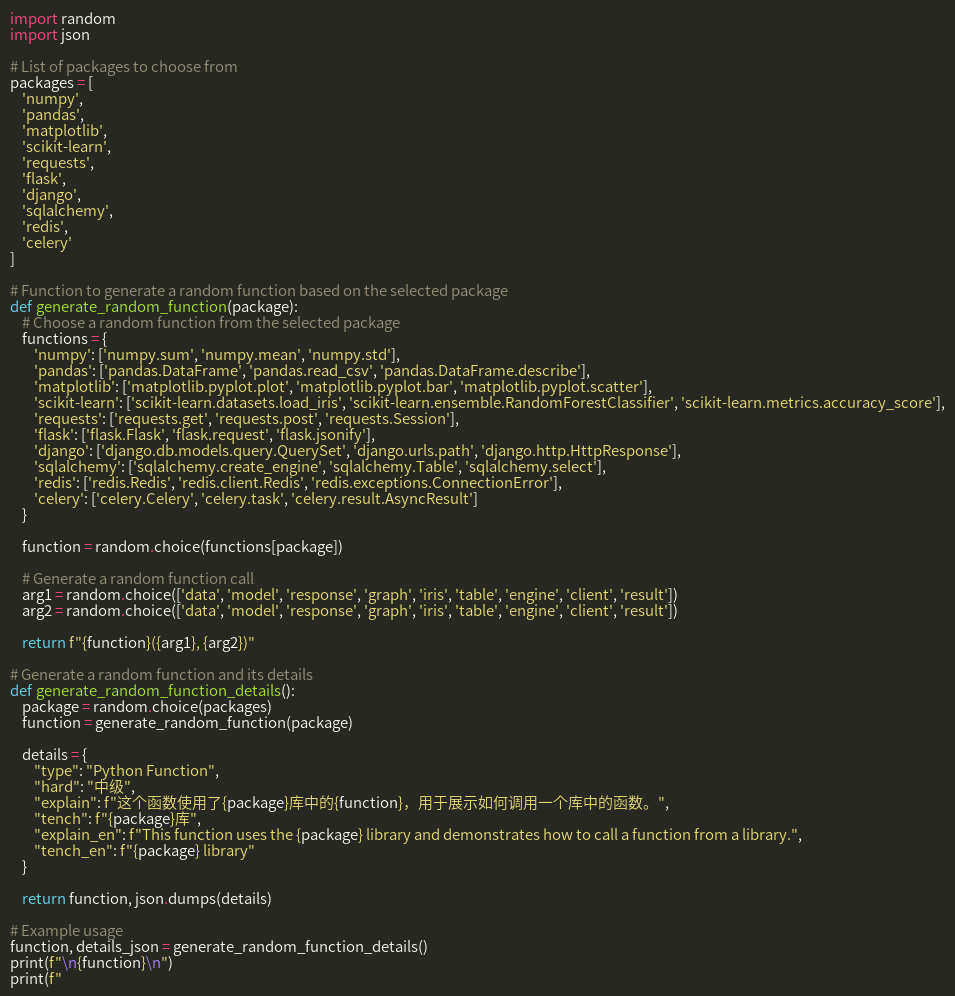 import random
import json

# List of packages to choose from
packages = [
    'numpy',
    'pandas',
    'matplotlib',
    'scikit-learn',
    'requests',
    'flask',
    'django',
    'sqlalchemy',
    'redis',
    'celery'
]

# Function to generate a random function based on the selected package
def generate_random_function(package):
    # Choose a random function from the selected package
    functions = {
        'numpy': ['numpy.sum', 'numpy.mean', 'numpy.std'],
        'pandas': ['pandas.DataFrame', 'pandas.read_csv', 'pandas.DataFrame.describe'],
        'matplotlib': ['matplotlib.pyplot.plot', 'matplotlib.pyplot.bar', 'matplotlib.pyplot.scatter'],
        'scikit-learn': ['scikit-learn.datasets.load_iris', 'scikit-learn.ensemble.RandomForestClassifier', 'scikit-learn.metrics.accuracy_score'],
        'requests': ['requests.get', 'requests.post', 'requests.Session'],
        'flask': ['flask.Flask', 'flask.request', 'flask.jsonify'],
        'django': ['django.db.models.query.QuerySet', 'django.urls.path', 'django.http.HttpResponse'],
        'sqlalchemy': ['sqlalchemy.create_engine', 'sqlalchemy.Table', 'sqlalchemy.select'],
        'redis': ['redis.Redis', 'redis.client.Redis', 'redis.exceptions.ConnectionError'],
        'celery': ['celery.Celery', 'celery.task', 'celery.result.AsyncResult']
    }

    function = random.choice(functions[package])

    # Generate a random function call
    arg1 = random.choice(['data', 'model', 'response', 'graph', 'iris', 'table', 'engine', 'client', 'result'])
    arg2 = random.choice(['data', 'model', 'response', 'graph', 'iris', 'table', 'engine', 'client', 'result'])

    return f"{function}({arg1}, {arg2})"

# Generate a random function and its details
def generate_random_function_details():
    package = random.choice(packages)
    function = generate_random_function(package)

    details = {
        "type": "Python Function",
        "hard": "中级",
        "explain": f"这个函数使用了{package}库中的{function}，用于展示如何调用一个库中的函数。",
        "tench": f"{package}库",
        "explain_en": f"This function uses the {package} library and demonstrates how to call a function from a library.",
        "tench_en": f"{package} library"
    }

    return function, json.dumps(details)

# Example usage
function, details_json = generate_random_function_details()
print(f"\n{function}\n")
print(f"